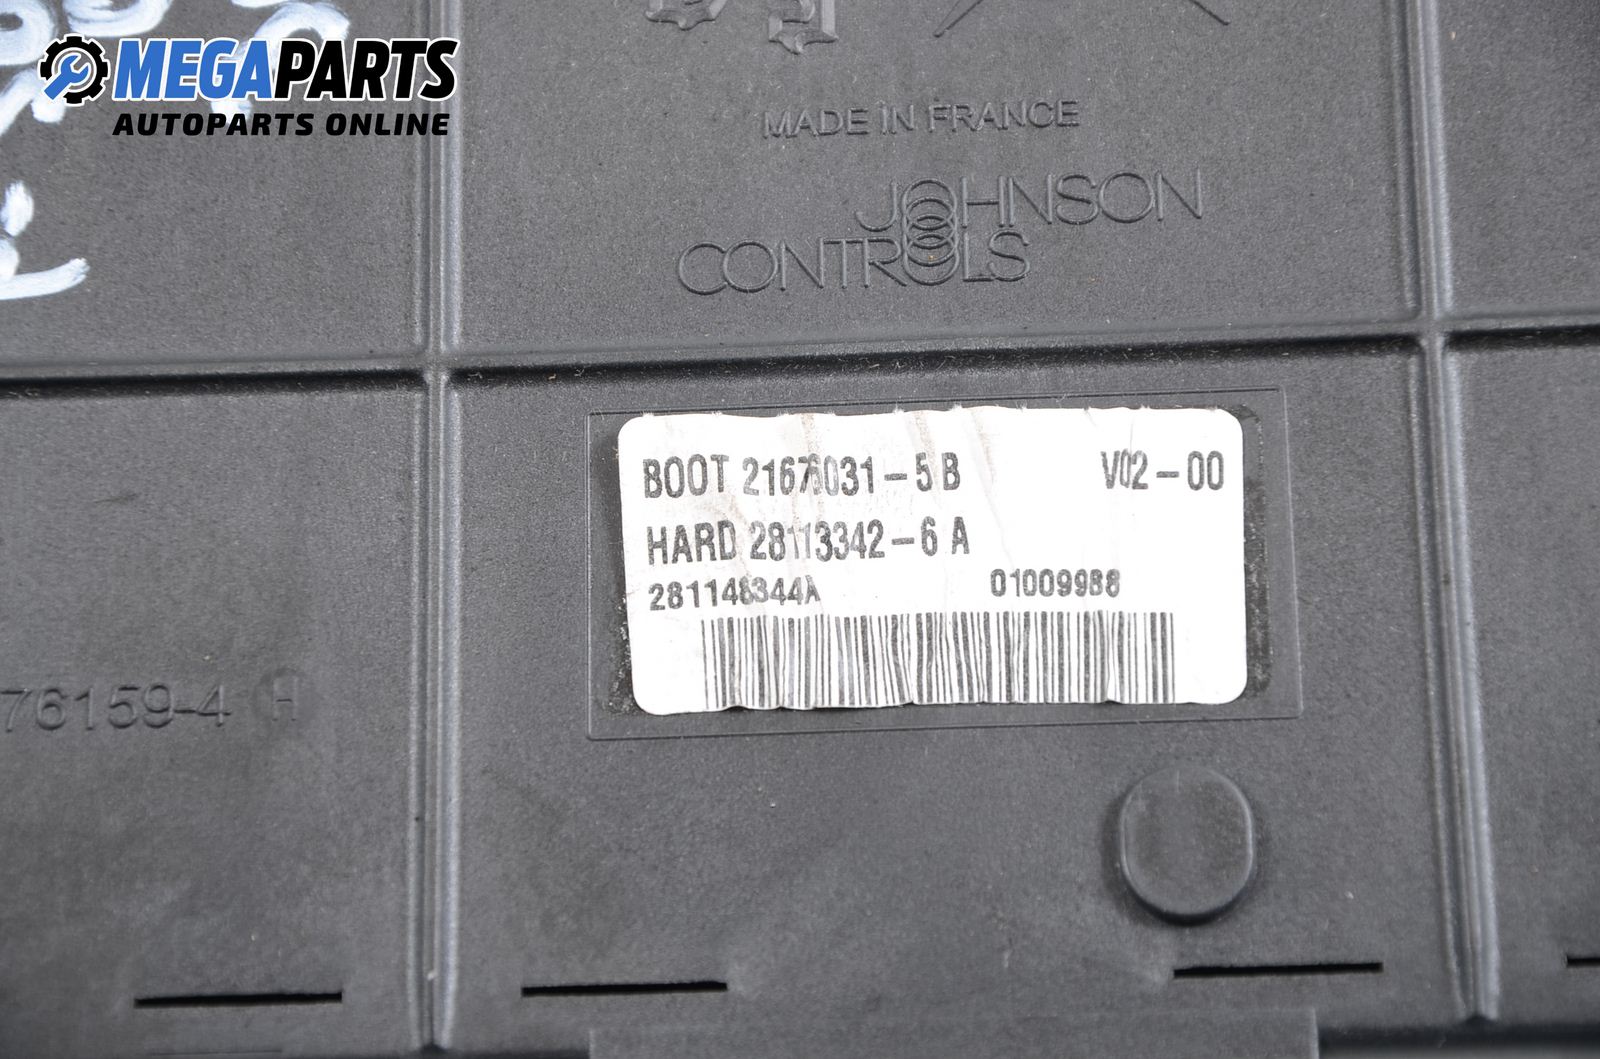 MEGAPARTS
AUTOPARTS ONLINE
MADE IN FRANCE
JOHNSON
CONTROLS
BOOT 21676031-5 B V02-00
HARD 28113342-6 A
281148344A 01009988
76159-4 H